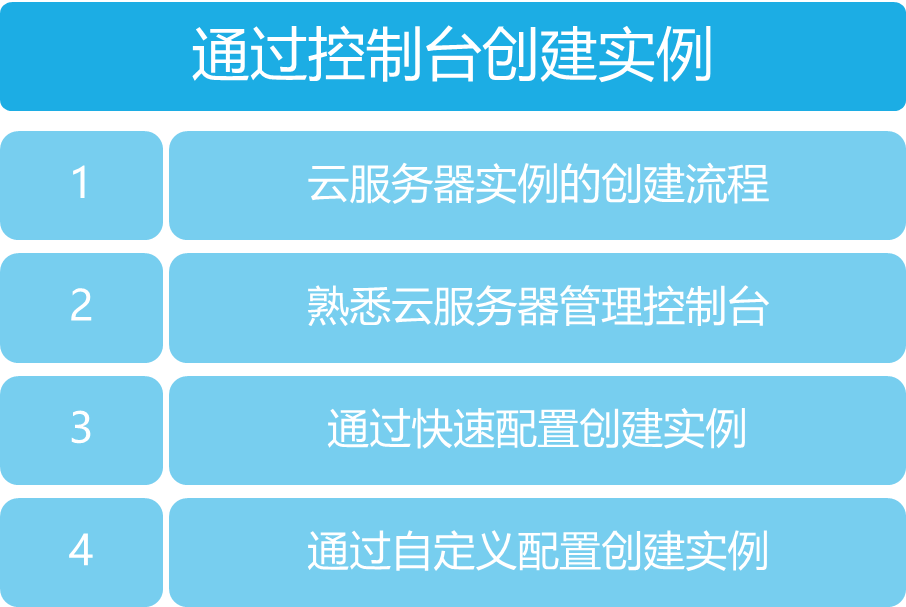 通过控制台创建实例
1
云服务器实例的创建流程
2
熟悉云服务器管理控制台
3
通过快速配置创建实例
4
通过自定义配置创建实例